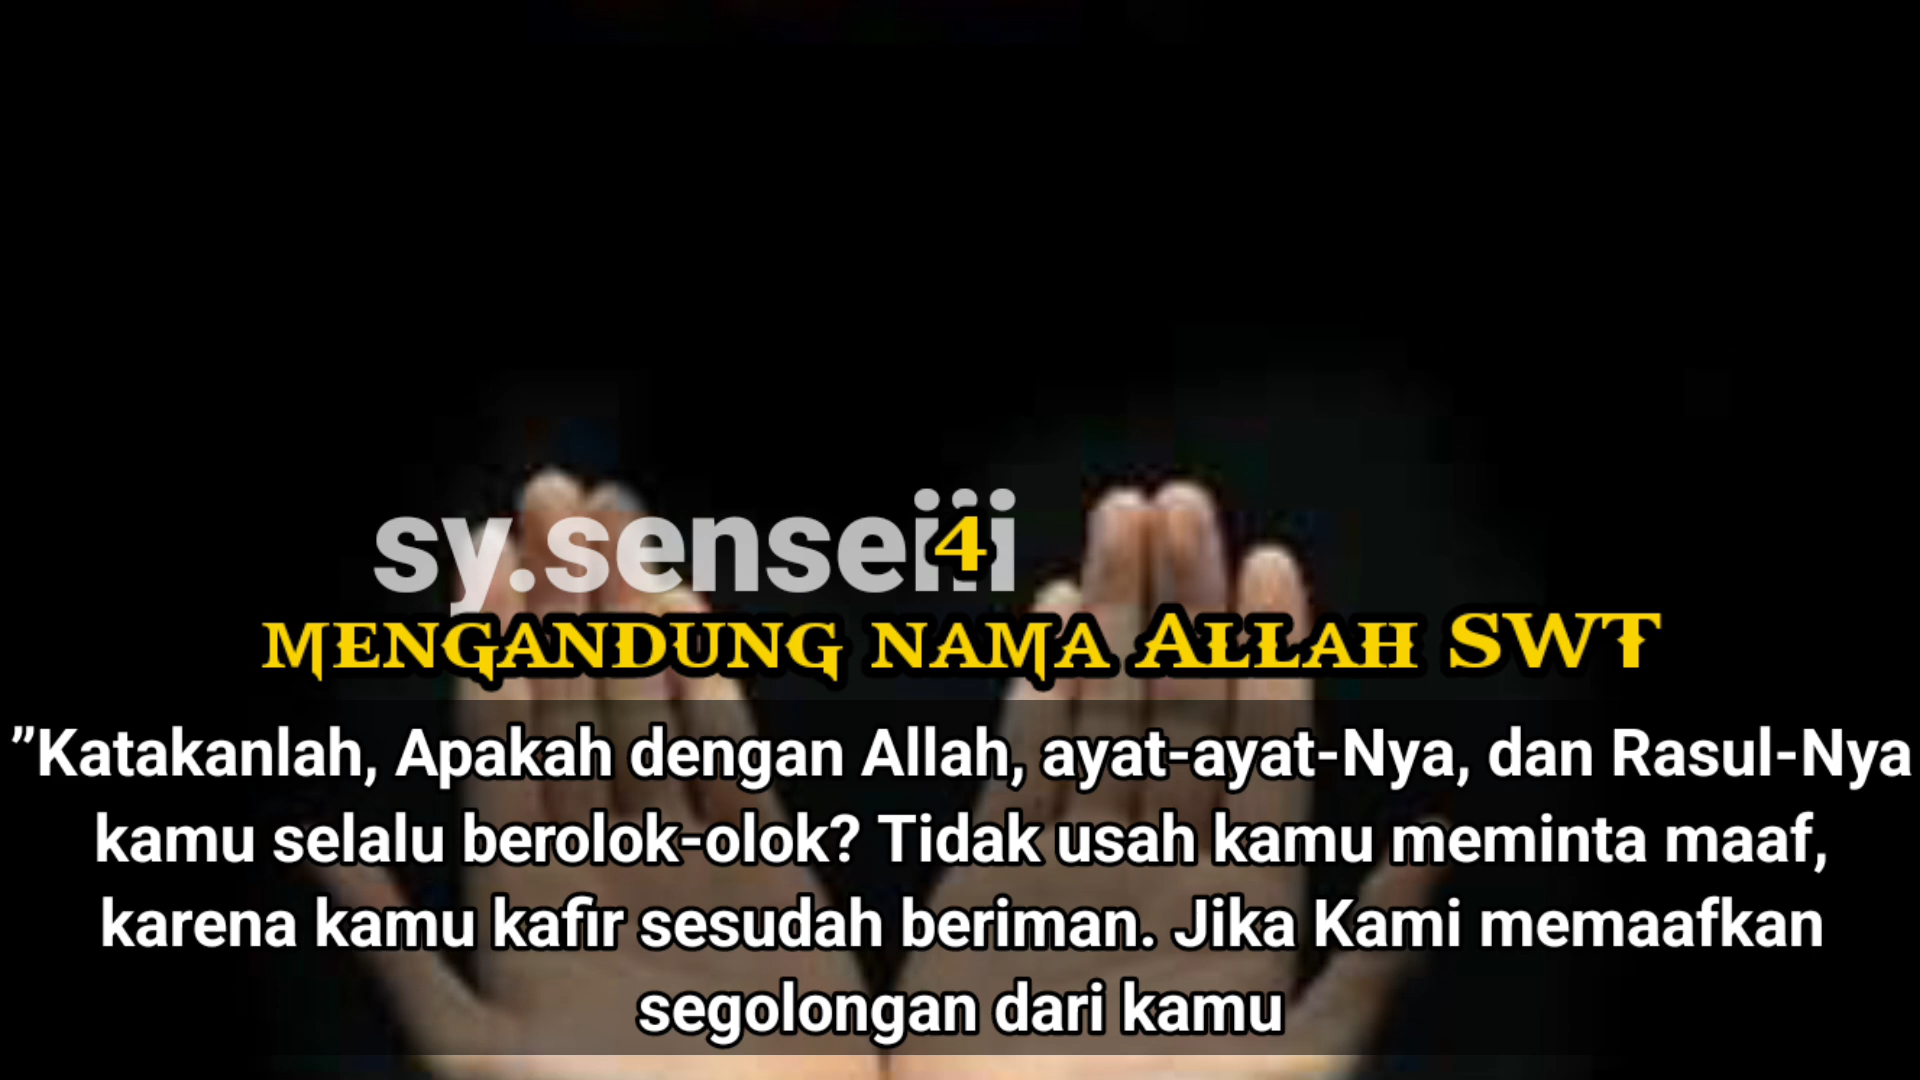 sy.senseiii
4
MENGANDUNG NAMA ALLAH SWT
”Katakanlah, Apakah dengan Allah, ayat-ayat-Nya, dan Rasul-Nya
kamu selalu berolok-olok? Tidak usah kamu meminta maaf,
karena kamu kafir sesudah beriman. Jika Kami memaafkan
segolongan dari kamu